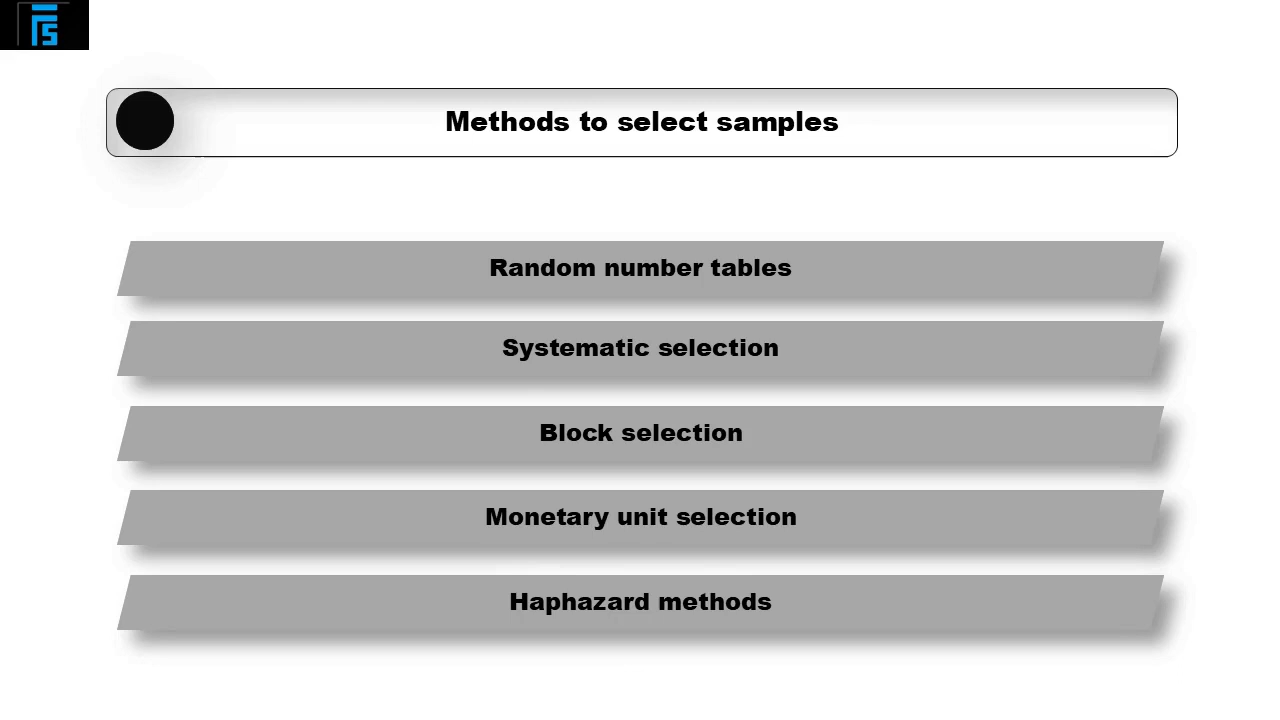 Methods to select samples
Random number tables
Systematic selection
Block selection
Monetary unit selection
Haphazard methods